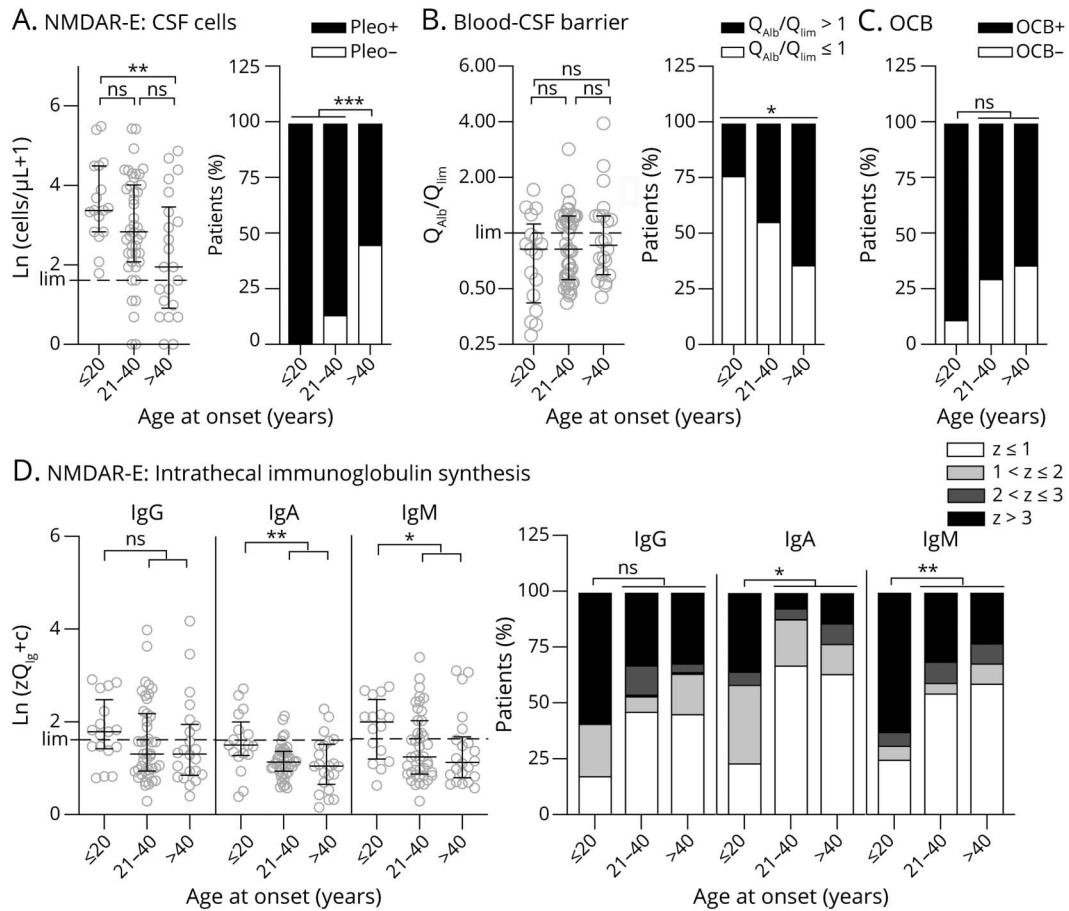 A. NMDAR-E: CSF cells
Pleo+
Pleo−
B. Blood-CSF barrier
Q_Alb/Q_lim > 1
Q_Alb/Q_lim ≤ 1
C. OCB
OCB+
OCB−
Ln (cells/µL+1)
6
4
2
lim
0
**
ns
ns
≤20
21–40
>40
Patients (%)
125
100
75
50
25
0
***
≤20
21–40
>40
Age at onset (years)
Q_Alb/Q_lim
6.00
4.00
2.00
lim
0.50
0.25
ns
ns
ns
≤20
21–40
>40
Patients (%)
125
100
75
50
25
0
*
≤20
21–40
>40
Age at onset (years)
Patients (%)
125
100
75
50
25
0
ns
≤20
21–40
>40
Age (years)
D. NMDAR-E: Intrathecal immunoglobulin synthesis
z ≤ 1
1 < z ≤ 2
2 < z ≤ 3
z > 3
Ln (zQ_Ig+c)
6
4
2
lim
0
IgG
IgA
IgM
ns
**
*
≤20
21–40
>40
≤20
21–40
>40
≤20
21–40
>40
Age at onset (years)
Patients (%)
125
100
75
50
25
0
IgG
IgA
IgM
ns
*
**
≤20
21–40
>40
≤20
21–40
>40
≤20
21–40
>40
Age at onset (years)